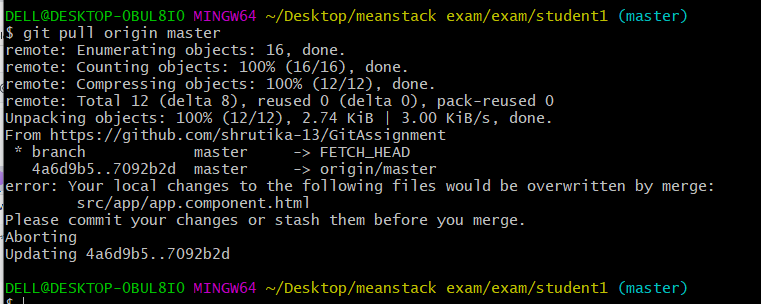 DELL@DESKTOP-0BUL8I0 MINGW64 ~/Desktop/meanstack exam/exam/student1 (master)
$ git pull origin master
remote: Enumerating objects: 16, done.
remote: Counting objects: 100% (16/16), done.
remote: Compressing objects: 100% (12/12), done.
remote: Total 12 (delta 8), reused 0 (delta 0), pack-reused 0
Unpacking objects: 100% (12/12), 2.74 KiB | 3.00 KiB/s, done.
From https://github.com/shrutika-13/GitAssignment
 * branch            master     -> FETCH_HEAD
   4a6d9b5..7092b2d  master     -> origin/master
error: Your local changes to the following files would be overwritten by merge:
        src/app/app.component.html
Please commit your changes or stash them before you merge.
Aborting
Updating 4a6d9b5..7092b2d
DELL@DESKTOP-0BUL8I0 MINGW64 ~/Desktop/meanstack exam/exam/student1 (master)
$